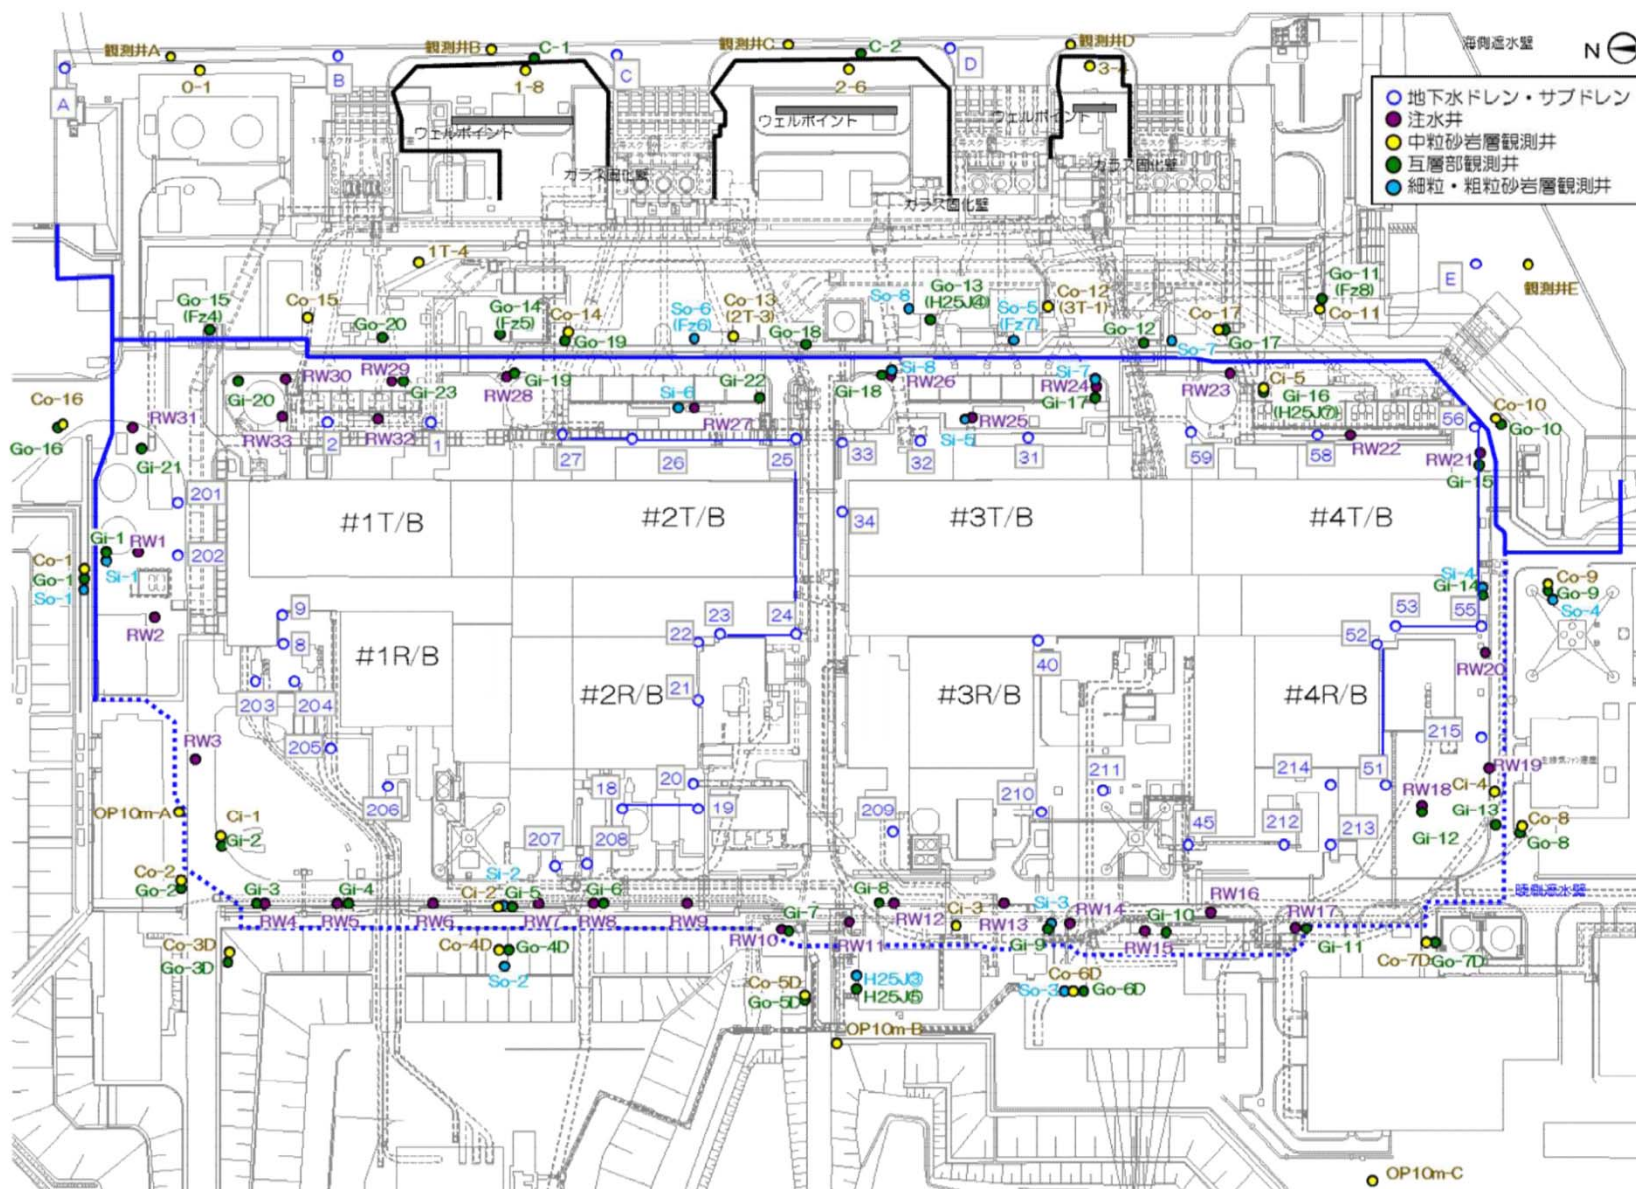 観測井A
観測井B
C-1
観測井C
C-2
観測井D
海側遮水壁
N
B
C
D
0-1
1-8
2-6
3-4
A
地下水ドレン・サブドレン
注水井
中粒砂岩層観測井
互層部観測井
細粒・粗粒砂岩層観測井
ウェルポイント
ウェルポイント
ウェルポイント
ガラス固化壁
ガラス固化壁
ガラス固化壁
1T-4
E
観測井E
Go-15
(Fz4)
Co-15
Go-20
Go-14
(Fz5)
Co-14
Go-19
So-6
(Fz6)
Co-13
(2T-3)
Go-18
So-8
Go-13
(H25J④)
So-5
(Fz7)
Co-12
(3T-1)
Go-12
So-7
Co-17
Go-17
Go-11
(Fz8)
Co-11
Co-16
Go-16
RW31
Gi-21
Gi-20
RW30
RW33
RW29
Gi-23
RW32
2
1
RW28
Gi-19
Si-6
RW27
Gi-22
27
26
25
Gi-18
Si-8
RW26
Si-5
RW25
33
32
31
Si-7
RW24
Gi-17
RW23
Ci-5
Gi-16
(H25J⑦)
59
58
RW22
56
Co-10
Go-10
RW21
Gi-15
201
202
#1T/B
#2T/B
34
#3T/B
#4T/B
Gi-1
RW1
Si-1
Co-1
Go-1
So-1
RW2
9
8
203
204
205
206
#1R/B
#2R/B
22
23
24
21
20
18
19
40
#3R/B
#4R/B
52
53
55
Si-4
Gi-14
Co-9
Go-9
So-4
RW20
215
RW19
RW3
OP10m-A
Ci-1
Gi-2
Co-2
Go-2
207
208
209
210
211
214
51
45
212
213
RW18
Gi-12
Ci-4
Gi-13
Co-8
Go-8
陸側遮水壁
Gi-3
RW4
Gi-4
RW5
RW6
Si-2
Ci-2
Gi-5
RW7
Gi-6
RW8
RW9
RW10
Gi-7
Gi-8
RW11
RW12
Ci-3
RW13
Si-3
Gi-9
RW14
RW15
Gi-10
RW16
RW17
Gi-11
Co-3D
Go-3D
Co-4D
Go-4D
So-2
Co-5D
Go-5D
H25J③
H25J⑤
So-3
Co-6D
Go-6D
Co-7D
Go-7D
OP10m-B
OP10m-C